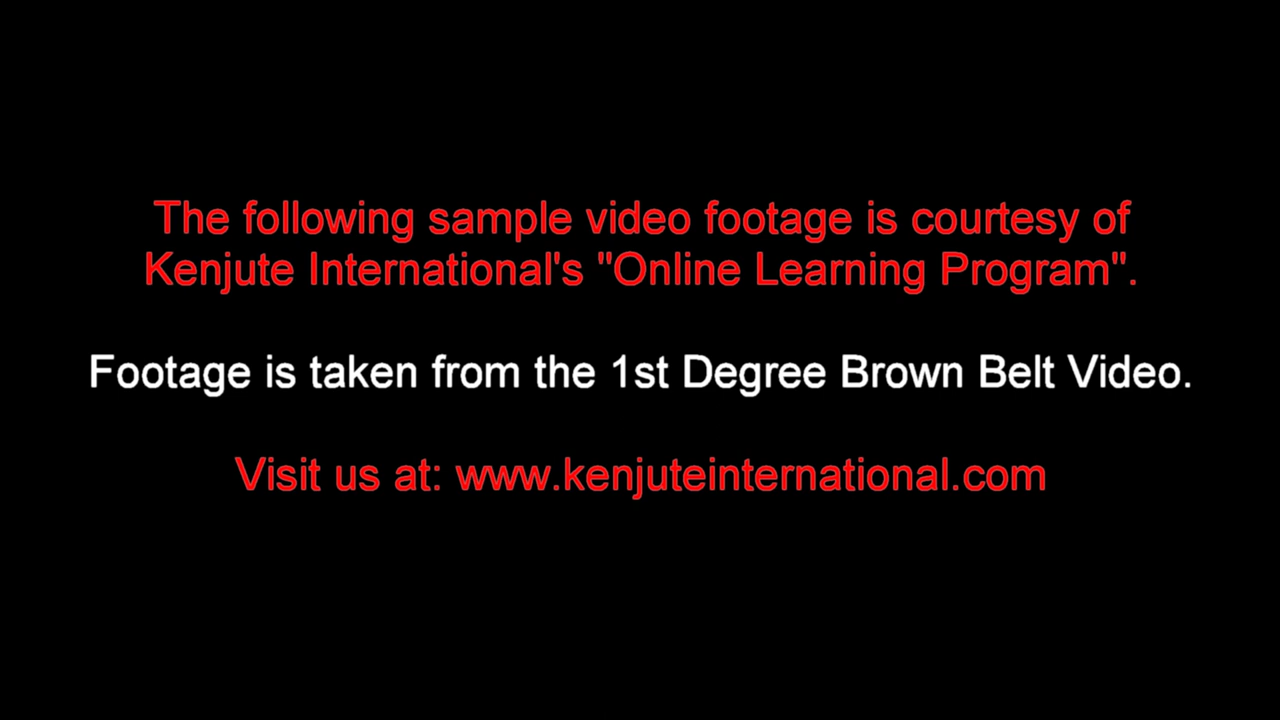 The following sample video footage is courtesy of
Kenjute International's "Online Learning Program".
Footage is taken from the 1st Degree Brown Belt Video.
Visit us at: www.kenjuteinternational.com